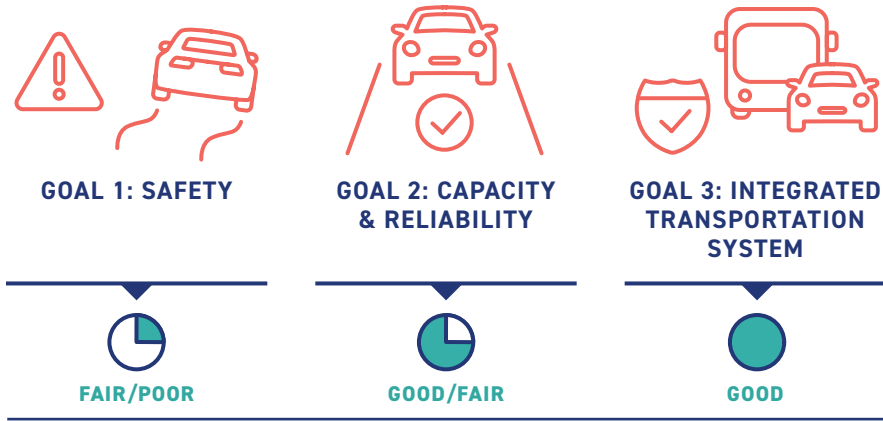 GOAL 1: SAFETY
GOAL 2: CAPACITY
& RELIABILITY
GOAL 3: INTEGRATED
TRANSPORTATION
SYSTEM
FAIR/POOR
GOOD/FAIR
GOOD